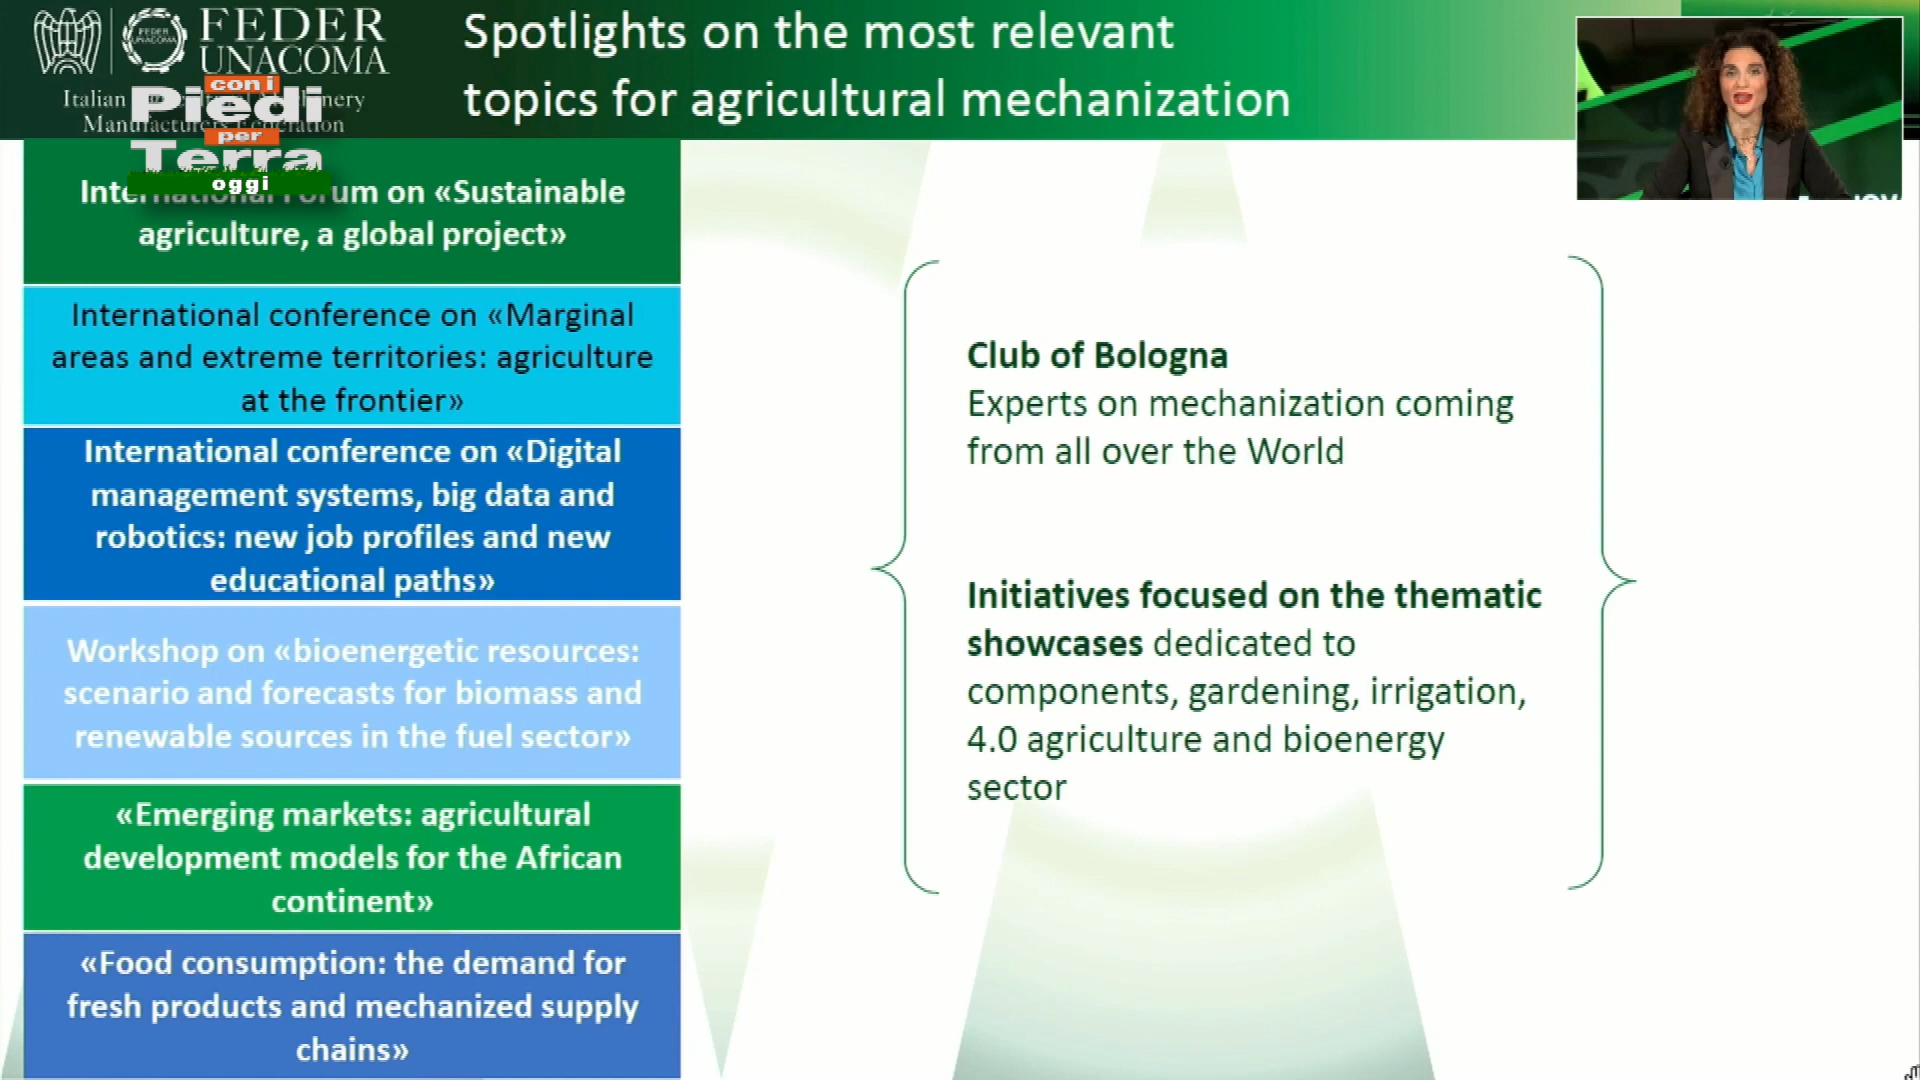 FEDER
UNACOMA
Italian
Manufacturers Federation
con i
Piedi
per
Terra
oggi
Spotlights on the most relevant
topics for agricultural mechanization
International Forum on «Sustainable
agriculture, a global project»
International conference on «Marginal
areas and extreme territories: agriculture
at the frontier»
International conference on «Digital
management systems, big data and
robotics: new job profiles and new
educational paths»
Workshop on «bioenergetic resources:
scenario and forecasts for biomass and
renewable sources in the fuel sector»
«Emerging markets: agricultural
development models for the African
continent»
«Food consumption: the demand for
fresh products and mechanized supply
chains»
Club of Bologna
Experts on mechanization coming
from all over the World
Initiatives focused on the thematic
showcases dedicated to
components, gardening, irrigation,
4.0 agriculture and bioenergy
sector